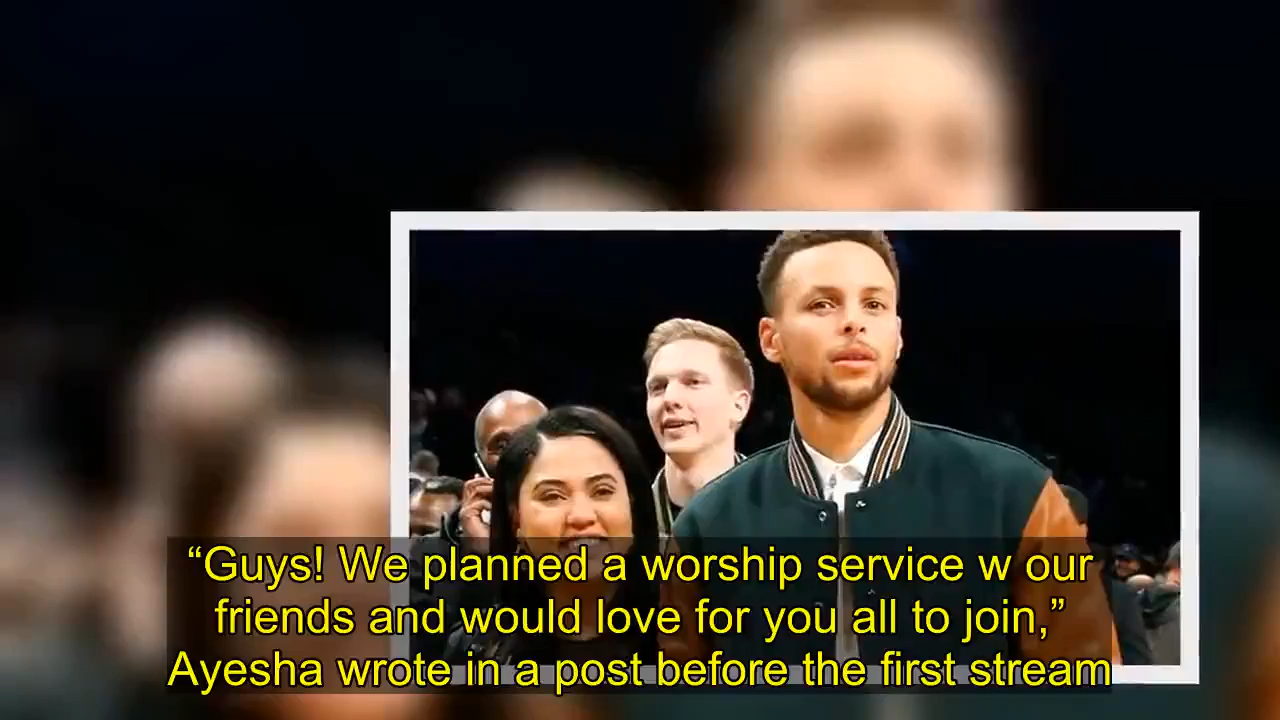 “Guys! We planned a worship service w our
friends and would love for you all to join,”
Ayesha wrote in a post before the first stream